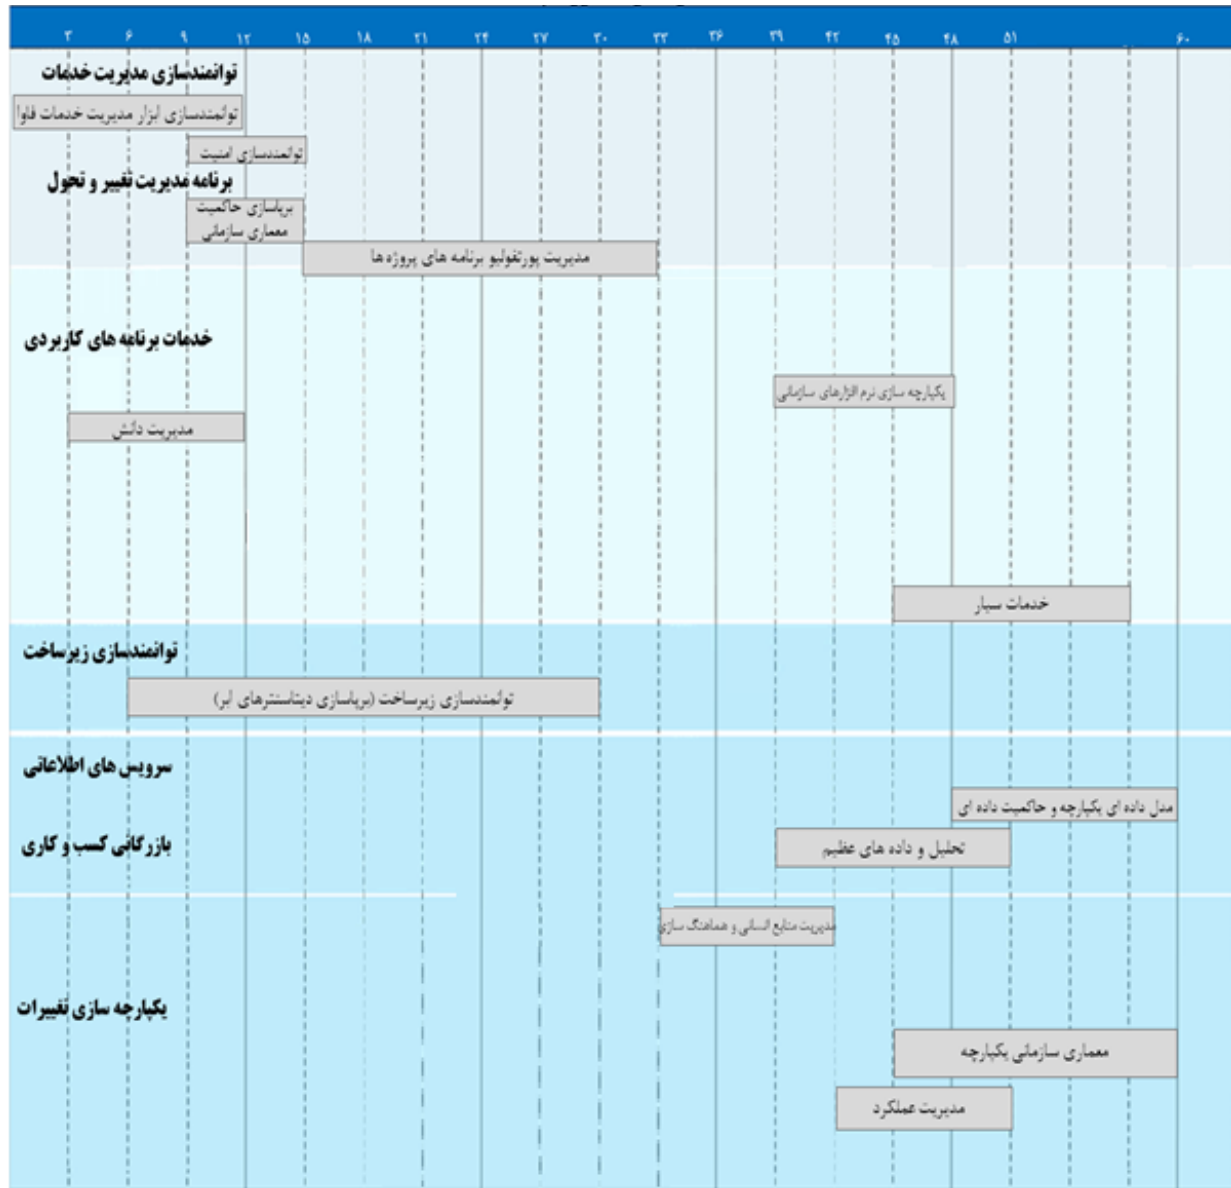 ۳ ۶ ۹ ۱۲ ۱۵ ۱۸ ۲۱ ۲۴ ۲۷ ۳۰ ۳۳ ۳۶ ۳۹ ۴۲ ۴۵ ۴۸ ۵۱ ۶۰
توانمندسازی مدیریت خدمات
توانمندسازی ابزار مدیریت خدمات فاوا
توانمندسازی امنیت
برنامه مدیریت تغییر و تحول
برپاسازی حاکمیت
معماری سازمانی
مدیریت پورتفولیو برنامه های پروژه ها
خدمات برنامه های کاربردی
یکپارچه سازی نرم افزارهای سازمانی
مدیریت دانش
خدمات سیار
توانمندسازی زیرساخت
توانمندسازی زیرساخت (برپاسازی دیتاسنترهای ابر)
سرویس های اطلاعاتی
مدل داده ای یکپارچه و حاکمیت داده ای
بازرگانی کسب و کاری
تحلیل و داده های عظیم
مدیریت منابع انسانی و هماهنگ سازی
یکپارچه سازی تغییرات
معماری سازمانی یکپارچه
مدیریت عملکرد